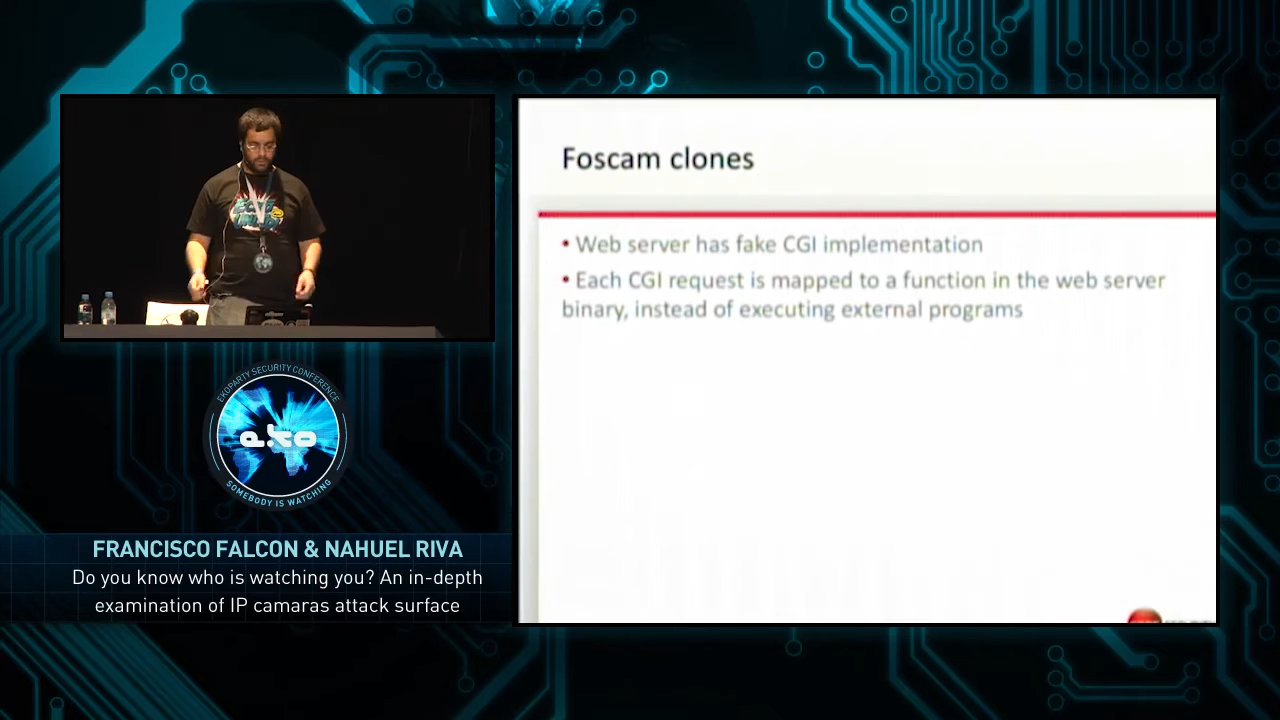 Foscam clones
• Web server has fake CGI implementation
• Each CGI request is mapped to a function in the web server
binary, instead of executing external programs
EKOPARTY SECURITY CONFERENCE
eko
SOMEBODY IS WATCHING
FRANCISCO FALCON & NAHUEL RIVA
Do you know who is watching you? An in-depth
examination of IP camaras attack surface